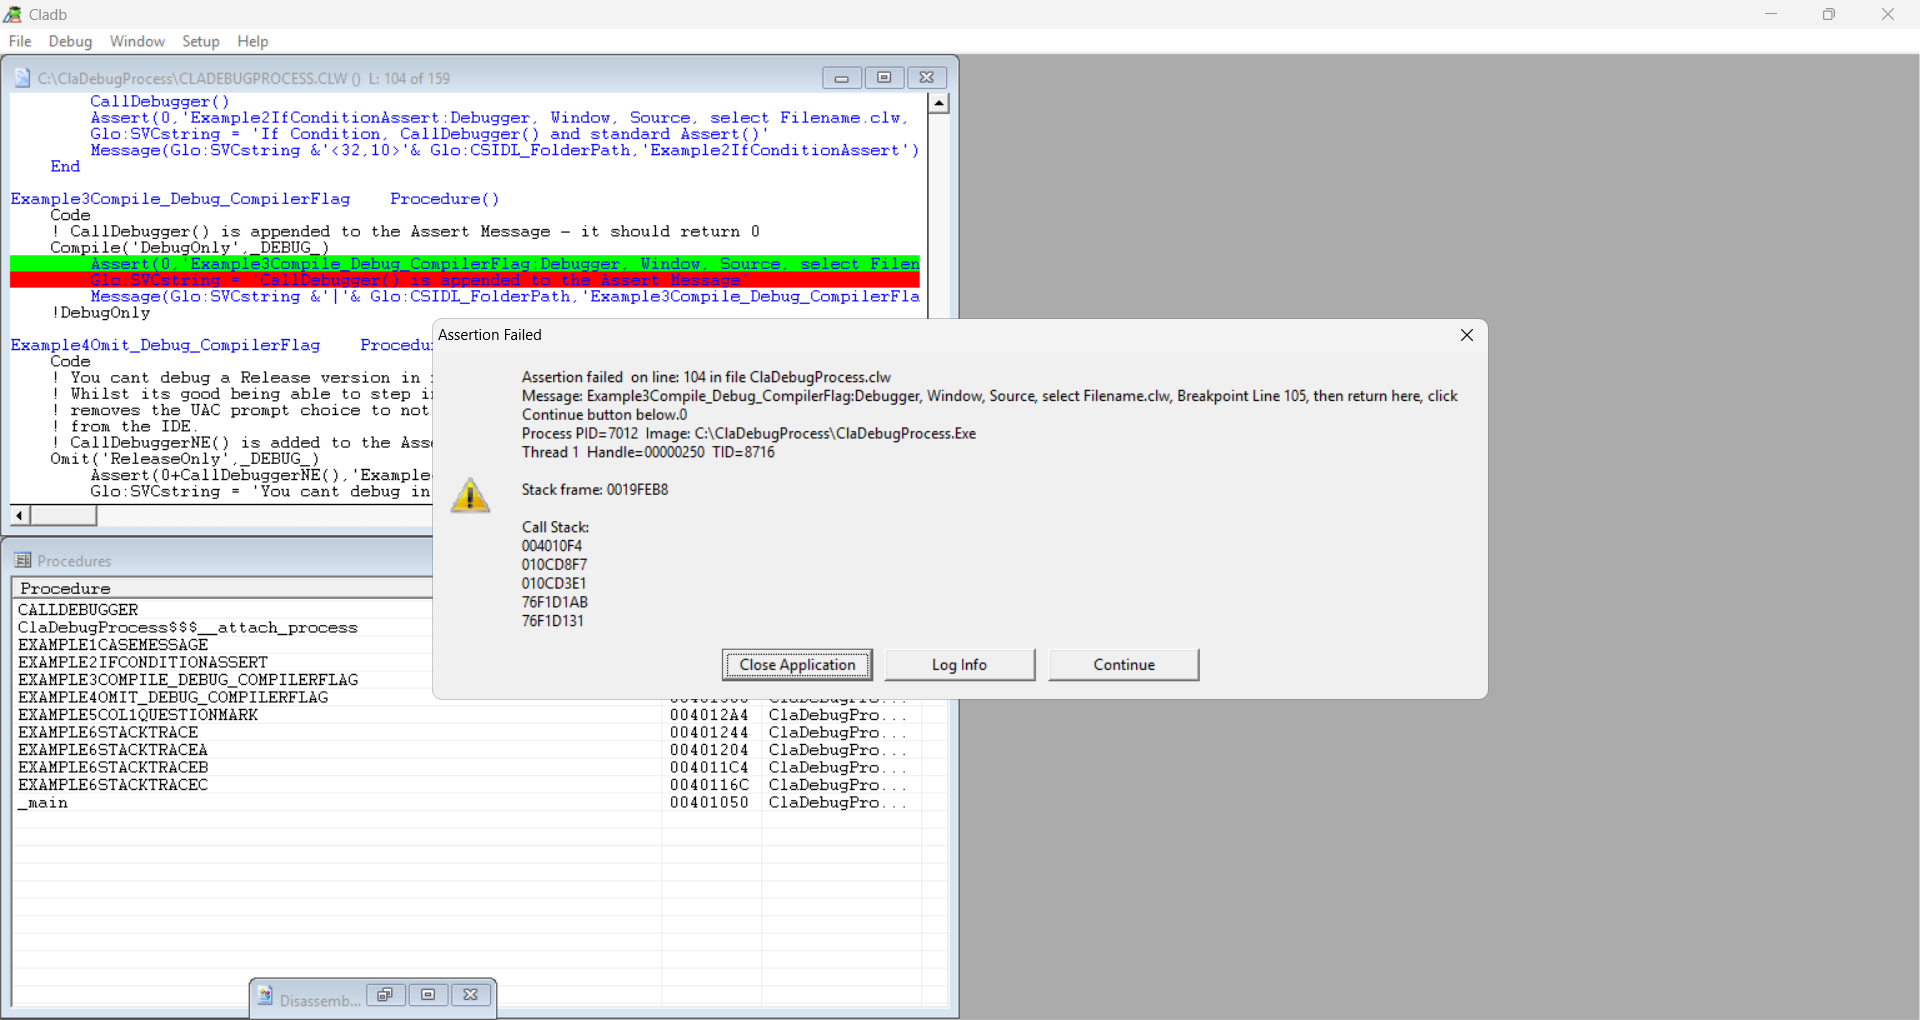 Cladb
File Debug Window Setup Help
C:\ClaDebugProcess\CLADEBUGPROCESS.CLW () L: 104 of 159
CallDebugger()
Assert(0,'Example2IfConditionAssert:Debugger, Window, Source, select Filename.clw,
Glo:SVCstring = 'If Condition, CallDebugger() and standard Assert()'
Message(Glo:SVCstring &'<32,10>'& Glo:CSIDL_FolderPath,'Example2IfConditionAssert')
End
Example3Compile_Debug_CompilerFlag Procedure()
Code
! CallDebugger() is appended to the Assert Message - it should return 0
Compile('DebugOnly',_DEBUG_)
Assert(0,'Example3Compile_Debug_CompilerFlag:Debugger, Window, Source, select Filen
Glo:SVCstring = 'CallDebugger() is appended to the Assert Message'
Message(Glo:SVCstring &'|'& Glo:CSIDL_FolderPath,'Example3Compile_Debug_CompilerFla
!DebugOnly
Example4Omit_Debug_CompilerFlag Procedu
Code
! You cant debug a Release version in
! Whilst its good being able to step i
! removes the UAC prompt choice to not
! from the IDE.
! CallDebuggerNE() is added to the Ass
Omit('ReleaseOnly',_DEBUG_)
Assert(0+CallDebuggerNE(),'Example
Glo:SVCstring = 'You cant debug in
Assertion Failed
Assertion failed on line: 104 in file ClaDebugProcess.clw
Message: Example3Compile_Debug_CompilerFlag:Debugger, Window, Source, select Filename.clw, Breakpoint Line 105, then return here, click
Continue button below.0
Process PID=7012 Image: C:\ClaDebugProcess\ClaDebugProcess.Exe
Thread 1 Handle=00000250 TID=8716
Stack frame: 0019FEB8
Call Stack:
004010F4
010CD8F7
010CD3E1
76F1D1AB
76F1D131
Close Application Log Info Continue
Procedures
Procedure
CALLDEBUGGER
ClaDebugProcess$$$__attach_process
EXAMPLE1CASEMESSAGE
EXAMPLE2IFCONDITIONASSERT
EXAMPLE3COMPILE_DEBUG_COMPILERFLAG
EXAMPLE4OMIT_DEBUG_COMPILERFLAG
EXAMPLE5COL1QUESTIONMARK 004012A4 ClaDebugPro...
EXAMPLE6STACKTRACE 00401244 ClaDebugPro...
EXAMPLE6STACKTRACEA 00401204 ClaDebugPro...
EXAMPLE6STACKTRACEB 004011C4 ClaDebugPro...
EXAMPLE6STACKTRACEC 0040116C ClaDebugPro...
_main 00401050 ClaDebugPro...
Disassemb...